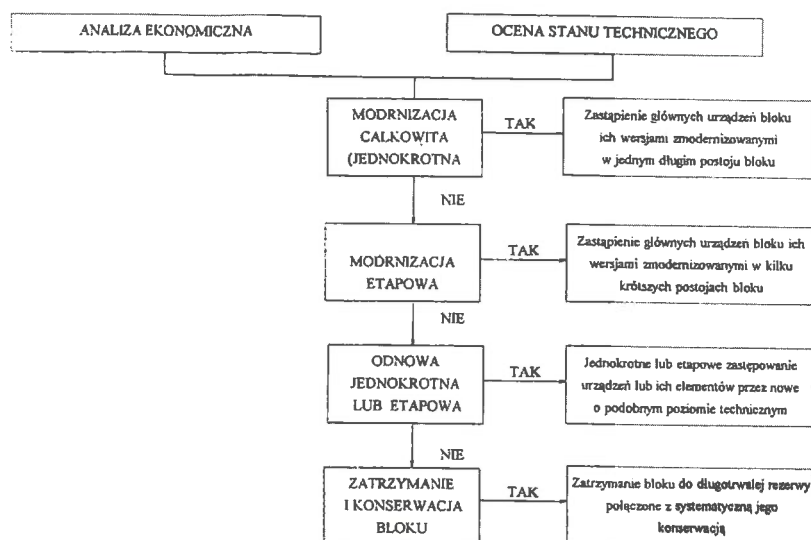 ANALIZA EKONOMICZNA
OCENA STANU TECHNICZNEGO
MODRNIZACJA
CALKOWITA
(JEDNOKROTNA
TAK
Zastąpienie głównych urządzeń bloku
ich wersjami zmodernizowanymi
w jednym długim postoju bloku
NIE
MODRNIZACJA
ETAPOWA
TAK
Zastąpienie głównych urządzeń bloku ich
wersjami zmodernizowanymi w kilku
krótszych postojach bloku
NIE
ODNOWA
JEDNOKROTNA
LUB ETAPOWA
TAK
Jednokrotne lub etapowe zastępowanie
urządzeń lub ich elementów przez nowe
o podobnym poziomie technicznym
NIE
ZATRZYMANIE
I KONSERWACJA
BLOKU
TAK
Zatrzymanie bloku do długotrwałej rezerwy
połączone z systematyczną jego
konserwacją